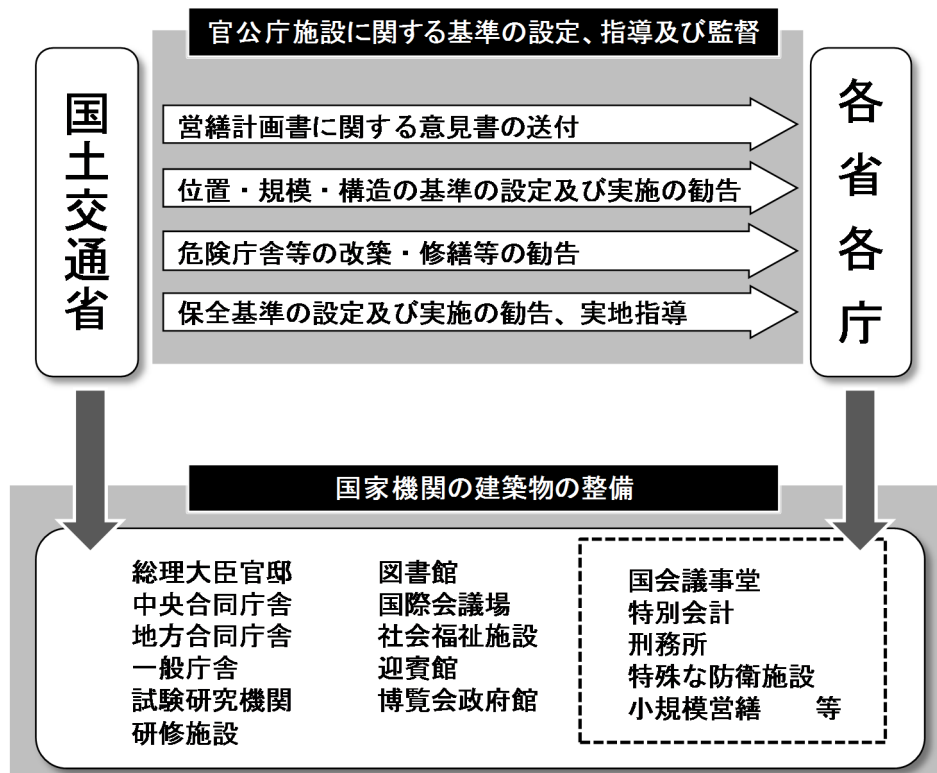 官公庁施設に関する基準の設定、指導及び監督
国土交通省
営繕計画書に関する意見書の送付
位置・規模・構造の基準の設定及び実施の勧告
危険庁舎等の改築・修繕等の勧告
保全基準の設定及び実施の勧告、実地指導
各省各庁
国家機関の建築物の整備
総理大臣官邸
中央合同庁舎
地方合同庁舎
一般庁舎
試験研究機関
研修施設
図書館
国際会議場
社会福祉施設
迎賓館
博覧会政府館
国会議事堂
特別会計
刑務所
特殊な防衛施設
小規模営繕 等